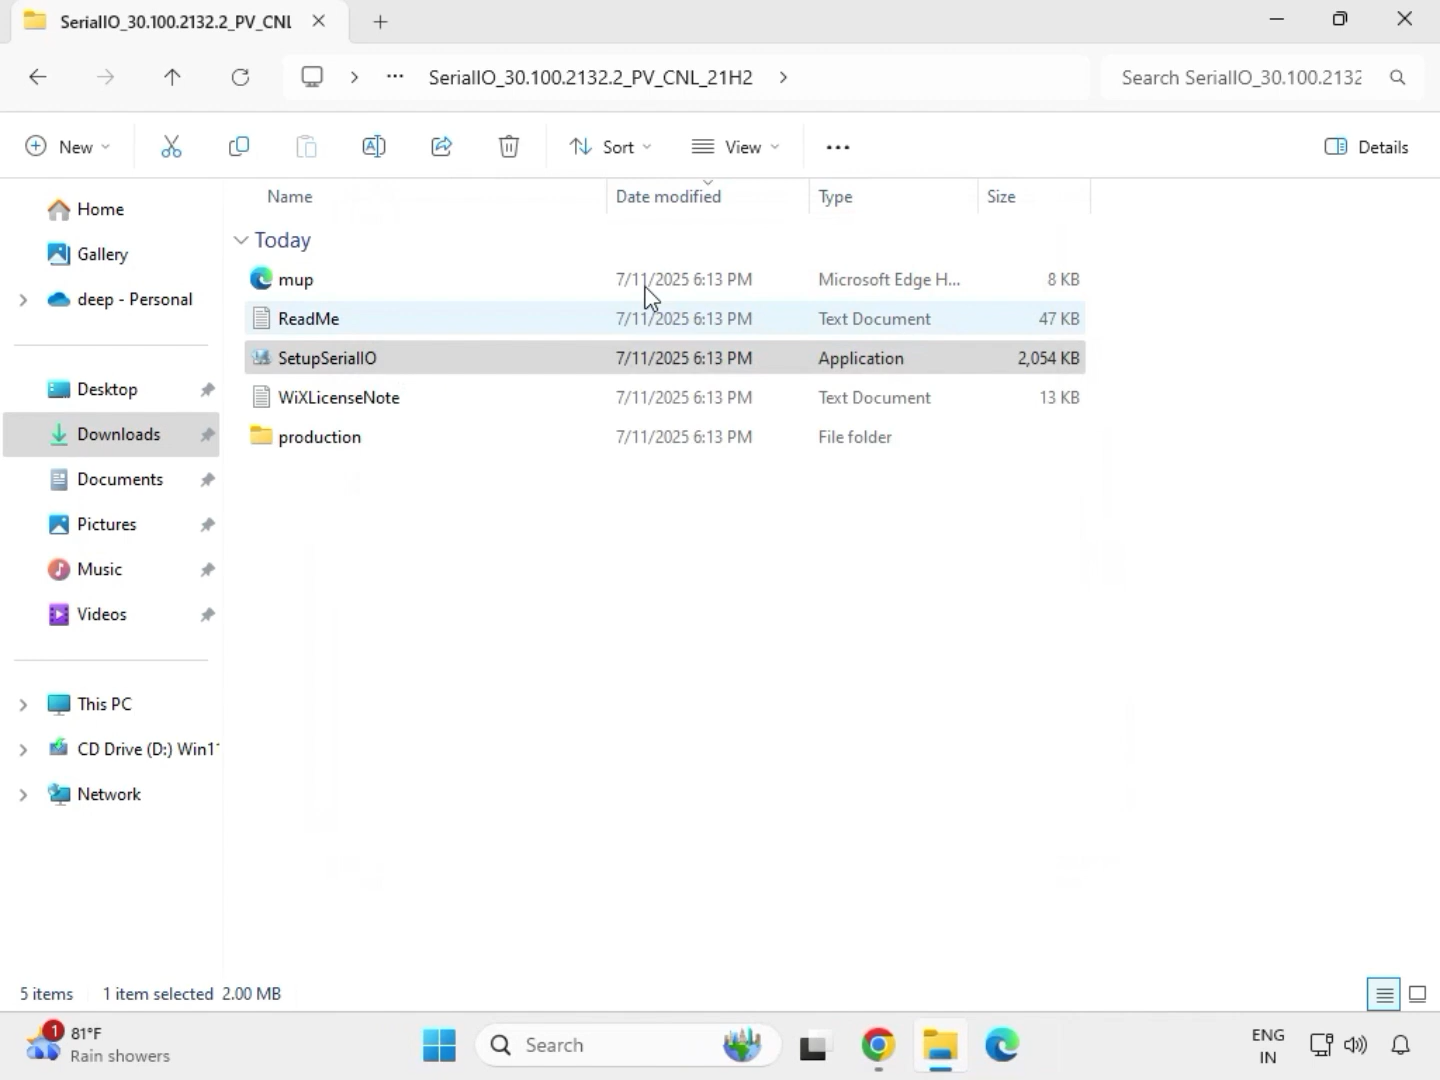 SerialIO_30.100.2132.2_PV_CNL
SerialIO_30.100.2132.2_PV_CNL_21H2
Search SerialIO_30.100.2132
New
Sort
View
Details
Name
Date modified
Type
Size
Home
Gallery
deep - Personal
Desktop
Downloads
Documents
Pictures
Music
Videos
This PC
CD Drive (D:) Win11
Network
Today
mup 7/11/2025 6:13 PM Microsoft Edge H... 8 KB
ReadMe 7/11/2025 6:13 PM Text Document 47 KB
SetupSerialIO 7/11/2025 6:13 PM Application 2,054 KB
WiXLicenseNote 7/11/2025 6:13 PM Text Document 13 KB
production 7/11/2025 6:13 PM File folder
5 items 1 item selected 2.00 MB
1
81°F
Rain showers
Search
ENG
IN